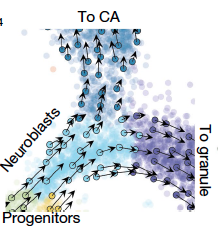 To CA
Neuroblasts
To granule
Progenitors